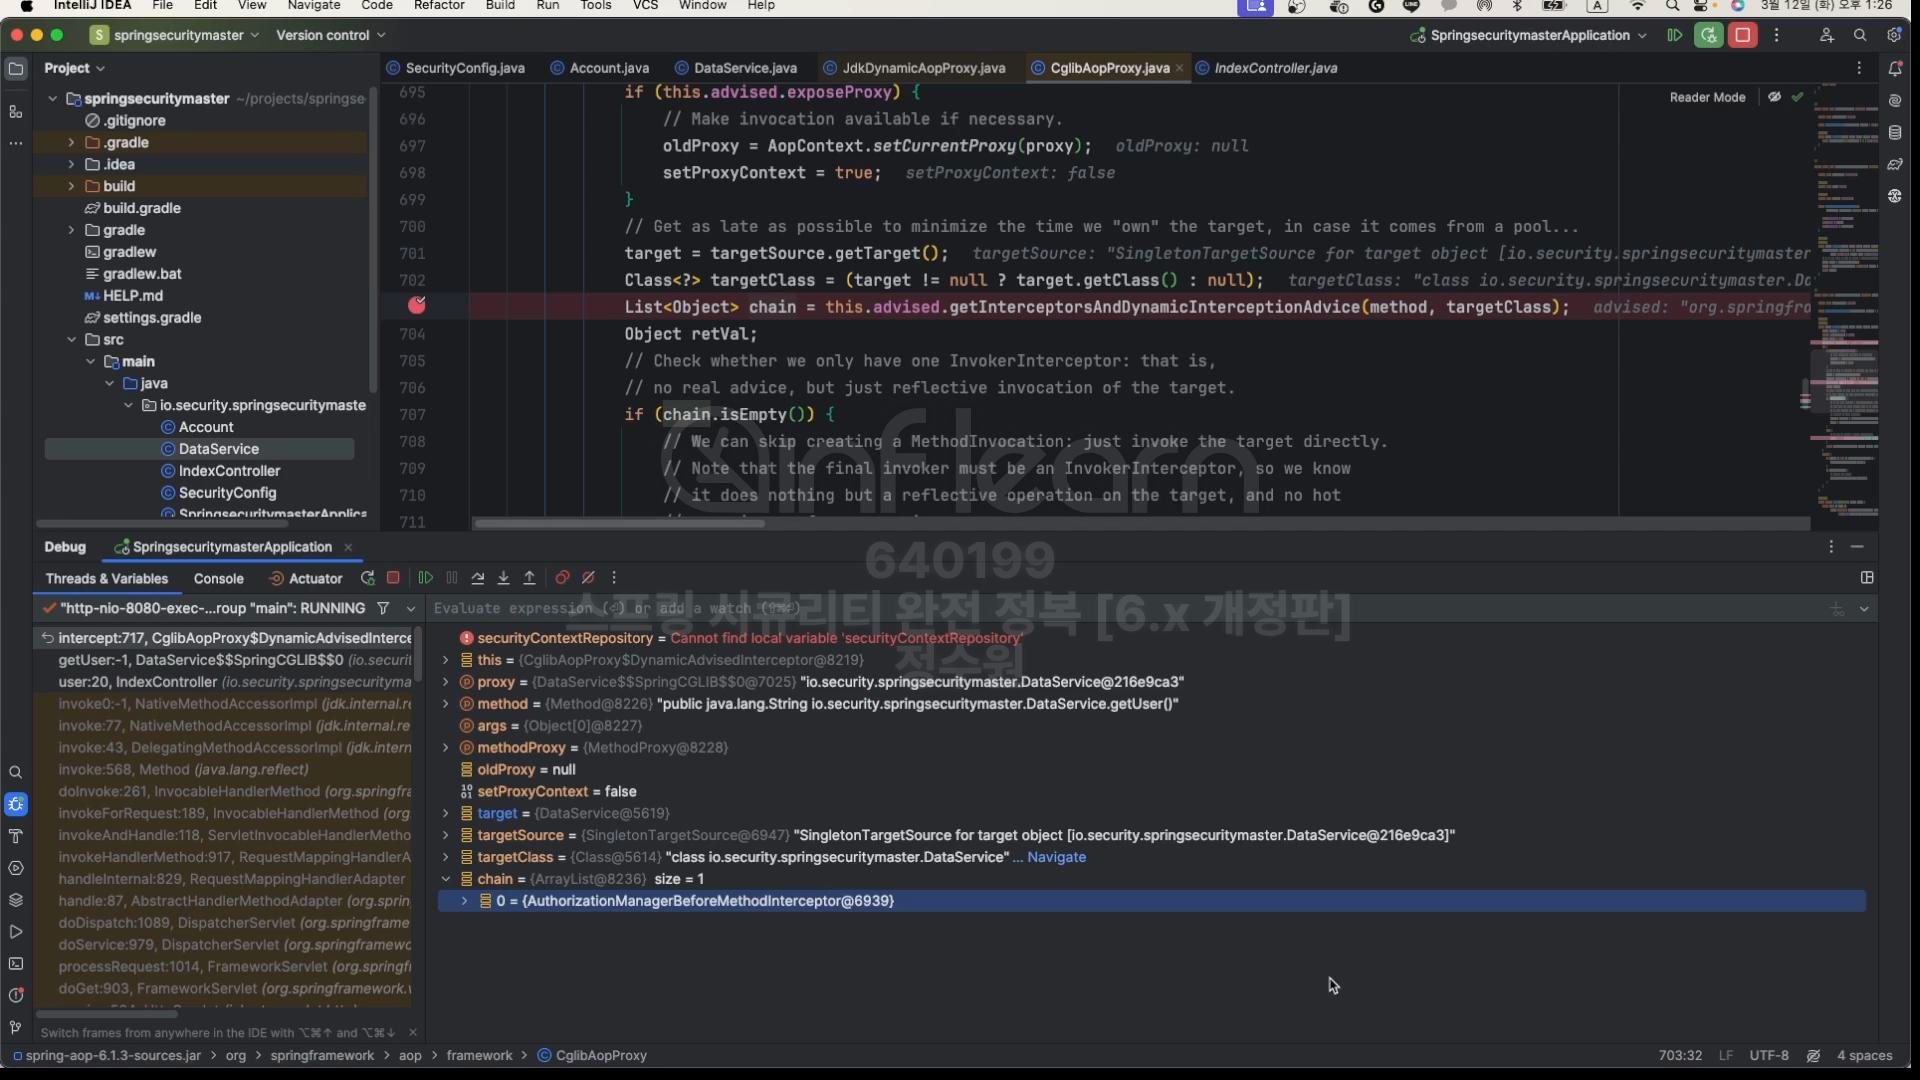 IntelliJ IDEA File Edit View Navigate Code Refactor Build Run Tools VCS Window Help
A 3월 12일 (화) 오후 1:26
S springsecuritymaster Version control
SpringsecuritymasterApplication
Project
SecurityConfig.java Account.java DataService.java JdkDynamicAopProxy.java CglibAopProxy.java IndexController.java
Reader Mode
springsecuritymaster ~/projects/springse
.gitignore
.gradle
.idea
build
build.gradle
gradle
gradlew
gradlew.bat
HELP.md
settings.gradle
src
main
java
io.security.springsecuritymaste
Account
DataService
IndexController
SecurityConfig
SpringsecuritymasterApplica
695 if (this.advised.exposeProxy) {
696 // Make invocation available if necessary.
697 oldProxy = AopContext.setCurrentProxy(proxy); oldProxy: null
698 setProxyContext = true; setProxyContext: false
699 }
700 // Get as late as possible to minimize the time we "own" the target, in case it comes from a pool...
701 target = targetSource.getTarget(); targetSource: "SingletonTargetSource for target object [io.security.springsecuritymaster
702 Class<?> targetClass = (target != null ? target.getClass() : null); targetClass: "class io.security.springsecuritymaster.Da
List<Object> chain = this.advised.getInterceptorsAndDynamicInterceptionAdvice(method, targetClass); advised: "org.springfra
704 Object retVal;
705 // Check whether we only have one InvokerInterceptor: that is,
706 // no real advice, but just reflective invocation of the target.
707 if (chain.isEmpty()) {
708 // We can skip creating a MethodInvocation: just invoke the target directly.
709 // Note that the final invoker must be an InvokerInterceptor, so we know
710 // it does nothing but a reflective operation on the target, and no hot
711
inflearn
640199
스프링 시큐리티 완전 정복 [6.x 개정판]
정수원
Debug SpringsecuritymasterApplication
Threads & Variables Console Actuator
"http-nio-8080-exec-...roup "main": RUNNING
Evaluate expression (⏎) or add a watch (⇧⌘⏎)
intercept:717, CglibAopProxy$DynamicAdvisedInterce
getUser:-1, DataService$$SpringCGLIB$$0 (io.securit
user:20, IndexController (io.security.springsecuritymas
invoke0:-1, NativeMethodAccessorImpl (jdk.internal.re
invoke:77, NativeMethodAccessorImpl (jdk.internal.re
invoke:43, DelegatingMethodAccessorImpl (jdk.intern
invoke:568, Method (java.lang.reflect)
doInvoke:261, InvocableHandlerMethod (org.springfra
invokeForRequest:189, InvocableHandlerMethod (org
invokeAndHandle:118, ServletInvocableHandlerMetho
invokeHandlerMethod:917, RequestMappingHandlerA
handleInternal:829, RequestMappingHandlerAdapter
handle:87, AbstractHandlerMethodAdapter (org.sprin
doDispatch:1089, DispatcherServlet (org.springframe
doService:979, DispatcherServlet (org.springframewo
processRequest:1014, FrameworkServlet (org.springfr
doGet:903, FrameworkServlet (org.springframework.w
securityContextRepository = Cannot find local variable 'securityContextRepository'
this = {CglibAopProxy$DynamicAdvisedInterceptor@8219}
proxy = {DataService$$SpringCGLIB$$0@7025} "io.security.springsecuritymaster.DataService@216e9ca3"
method = {Method@8226} "public java.lang.String io.security.springsecuritymaster.DataService.getUser()"
args = {Object[0]@8227}
methodProxy = {MethodProxy@8228}
oldProxy = null
setProxyContext = false
target = {DataService@5619}
targetSource = {SingletonTargetSource@6947} "SingletonTargetSource for target object [io.security.springsecuritymaster.DataService@216e9ca3]"
targetClass = {Class@5614} "class io.security.springsecuritymaster.DataService" ... Navigate
chain = {ArrayList@8236} size = 1
0 = {AuthorizationManagerBeforeMethodInterceptor@6939}
Switch frames from anywhere in the IDE with ⌥⌘↑ and ⌥⌘↓
spring-aop-6.1.3-sources.jar > org > springframework > aop > framework > CglibAopProxy
703:32 LF UTF-8 4 spaces